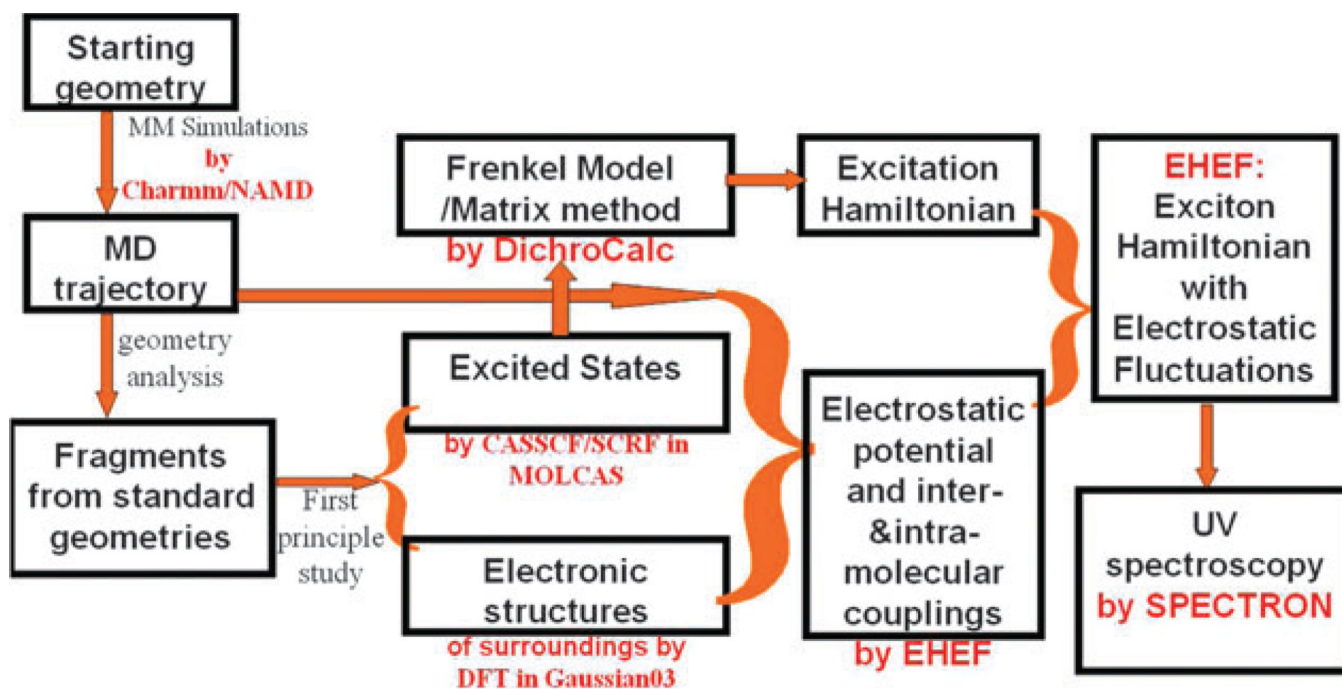 Starting
geometry
MM Simulations
by
Charmm/NAMD
MD
trajectory
geometry
analysis
Fragments
from standard
geometries
First
principle
study
Frenkel Model
/Matrix method
by DichroCalc
Excited States
by CASSCF/SCRF in
MOLCAS
Electronic
structures
of surroundings by
DFT in Gaussian03
Excitation
Hamiltonian
Electrostatic
potential
and inter-
&intra-
molecular
couplings
by EHEF
EHEF:
Exciton
Hamiltonian
with
Electrostatic
Fluctuations
UV
spectroscopy
by SPECTRON